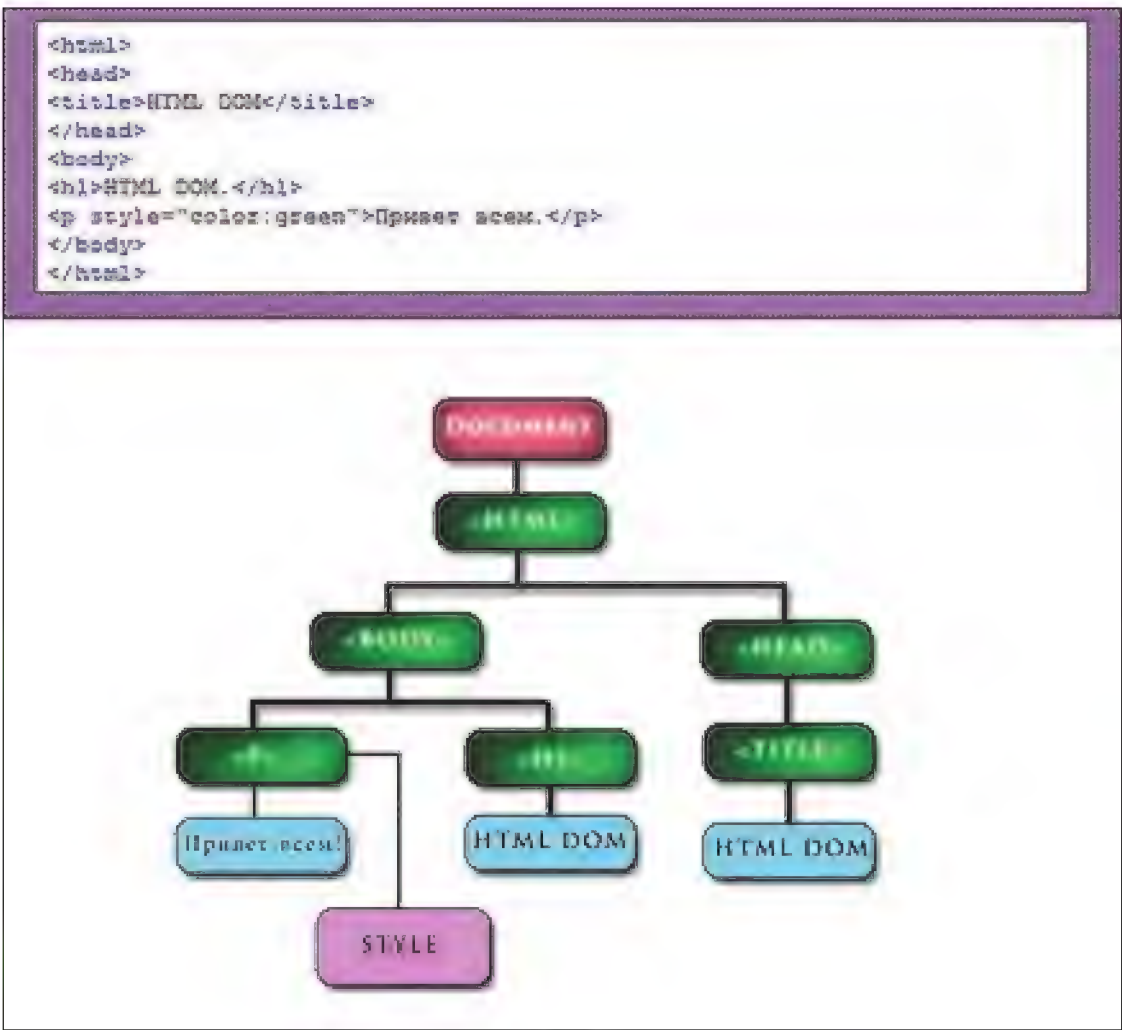 <html>
<head>
<title>HTML DOM</title>
</head>
<body>
<h1>HTML DOM.</h1>
<p style="color:green">Привет всем.</p>
</body>
</html>
DOCUMENT
<HTML>
<BODY>
<HEAD>
<P>
<H1>
<TITLE>
Привет всем!
HTML DOM
HTML DOM
STYLE